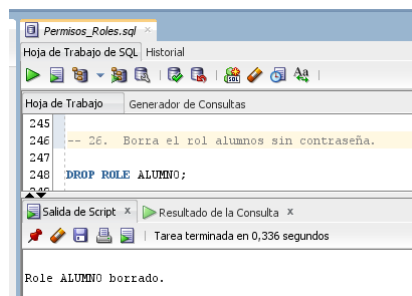 Permisos_Roles.sql
Hoja de Trabajo de SQL Historial
Hoja de Trabajo Generador de Consultas
245
246 -- 26. Borra el rol alumnos sin contraseña.
247
248 DROP ROLE ALUMNO;
249
Salida de Script x Resultado de la Consulta x
Tarea terminada en 0,336 segundos
Role ALUMNO borrado.